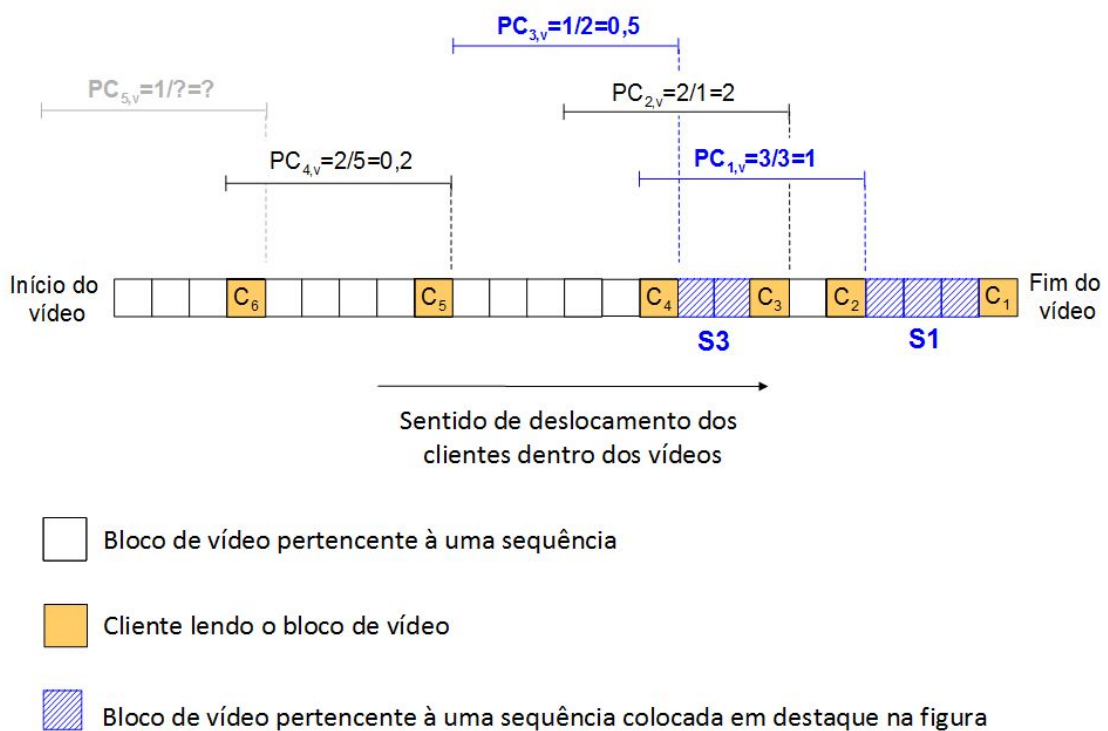 PC3,v=1/2=0,5
PC5,v=1/?=?
PC2,v=2/1=2
PC4,v=2/5=0,2
PC1,v=3/3=1
Início do
vídeo
C6
C5
C4
C3
C2
C1
Fim do
vídeo
S3
S1
Sentido de deslocamento dos
clientes dentro dos vídeos
Bloco de vídeo pertencente à uma sequência
Cliente lendo o bloco de vídeo
Bloco de vídeo pertencente à uma sequência colocada em destaque na figura